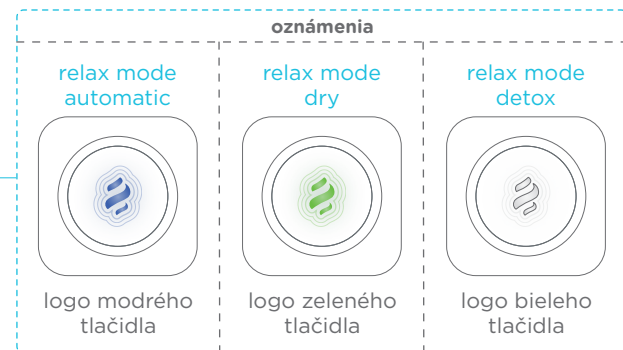 oznámenia
relax mode
automatic
relax mode
dry
relax mode
detox
logo modrého
tlačidla
logo zeleného
tlačidla
logo bieleho
tlačidla